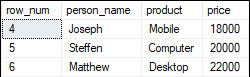 row_num person_name product price
4 Joseph Mobile 18000
5 Steffen Computer 20000
6 Matthew Desktop 22000